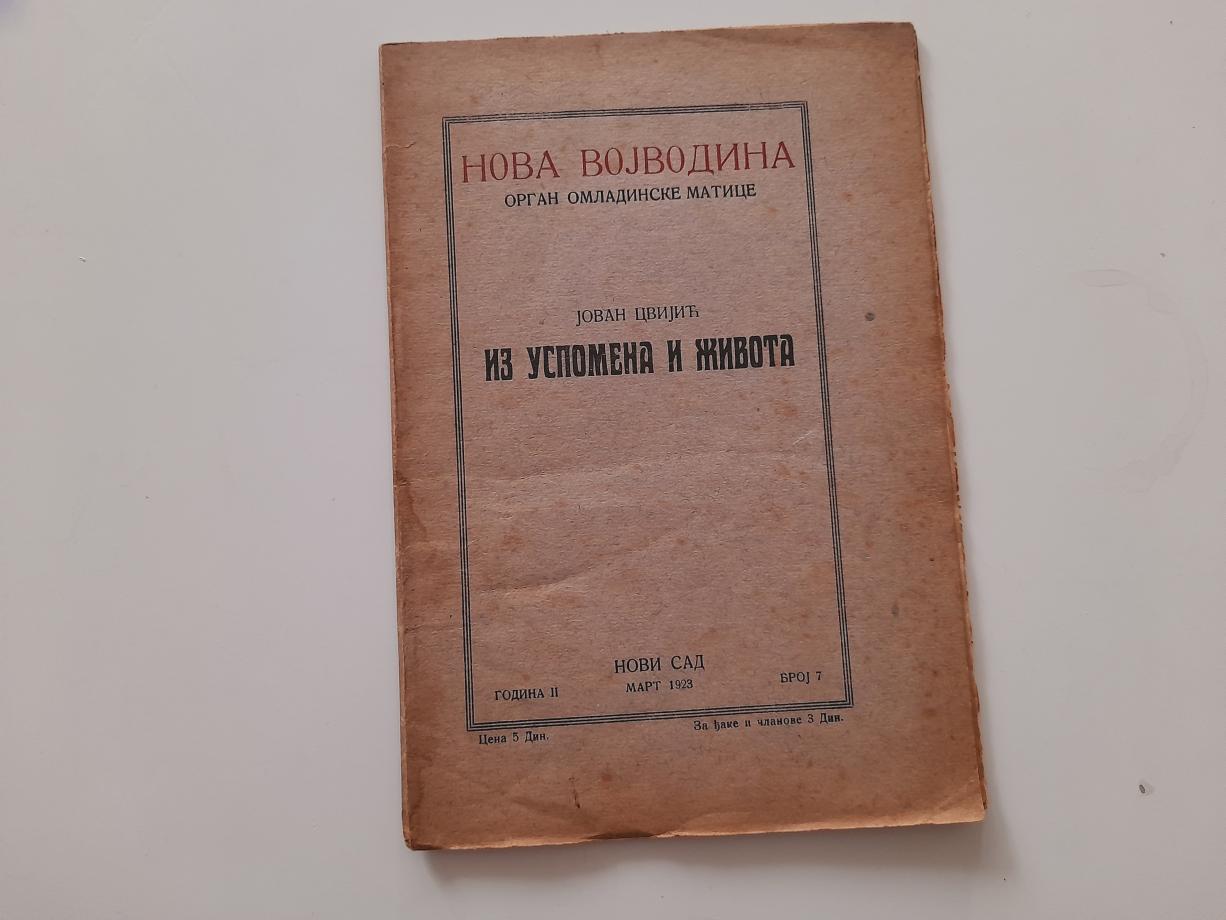 НОВА ВОЈВОДИНА
ОРГАН ОМЛАДИНСКЕ МАТИЦЕ
ЈОВАН ЦВИЈИЋ
ИЗ УСПОМЕНА И ЖИВОТА
НОВИ САД
ГОДИНА II МАРТ 1923 БРОЈ 7
Цена 5 Дин. За ђаке и чланове 3 Дин.